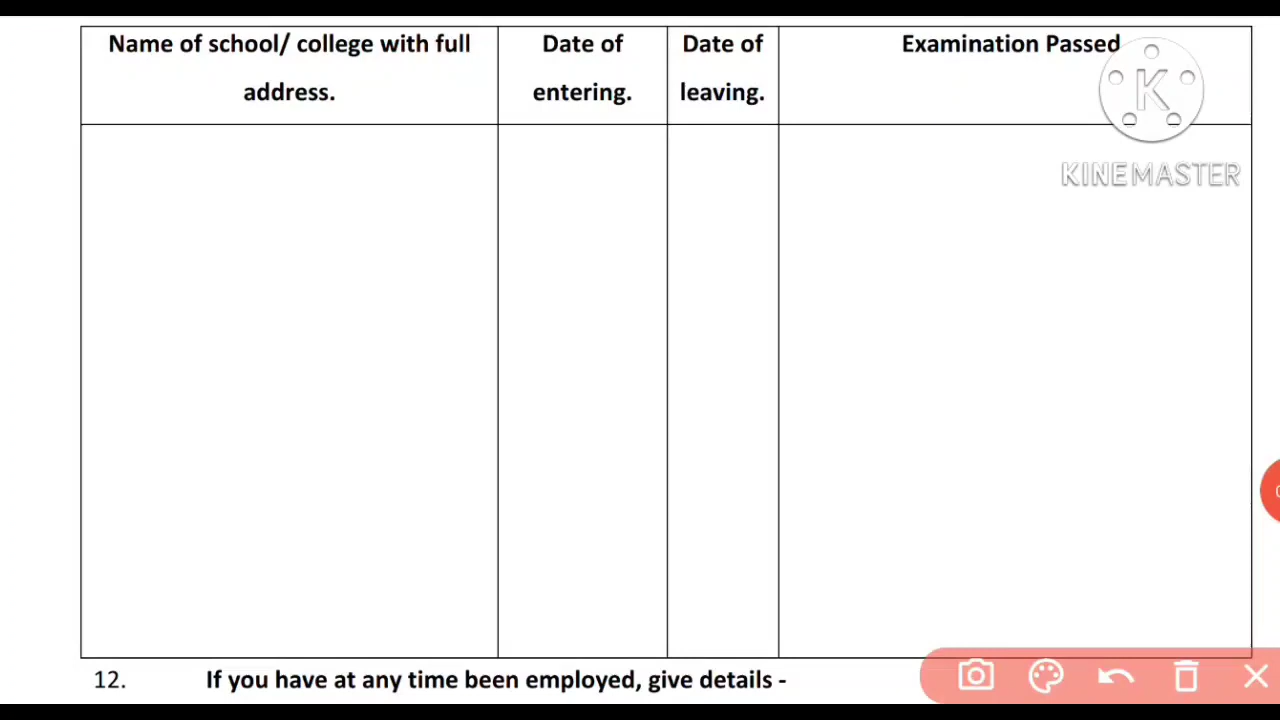 Name of school/ college with full
address.
Date of
entering.
Date of
leaving.
Examination Passed
K
KINEMASTER
12. If you have at any time been employed, give details -